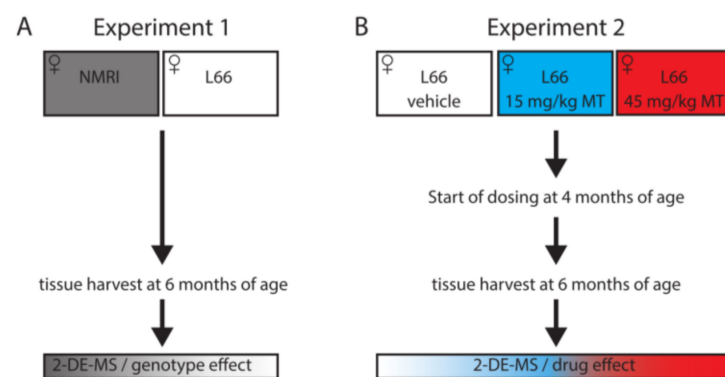 A
Experiment 1
♀ NMRI
♀ L66
tissue harvest at 6 months of age
2-DE-MS / genotype effect
B
Experiment 2
♀ L66
vehicle
♀ L66
15 mg/kg MT
♀ L66
45 mg/kg MT
Start of dosing at 4 months of age
tissue harvest at 6 months of age
2-DE-MS / drug effect